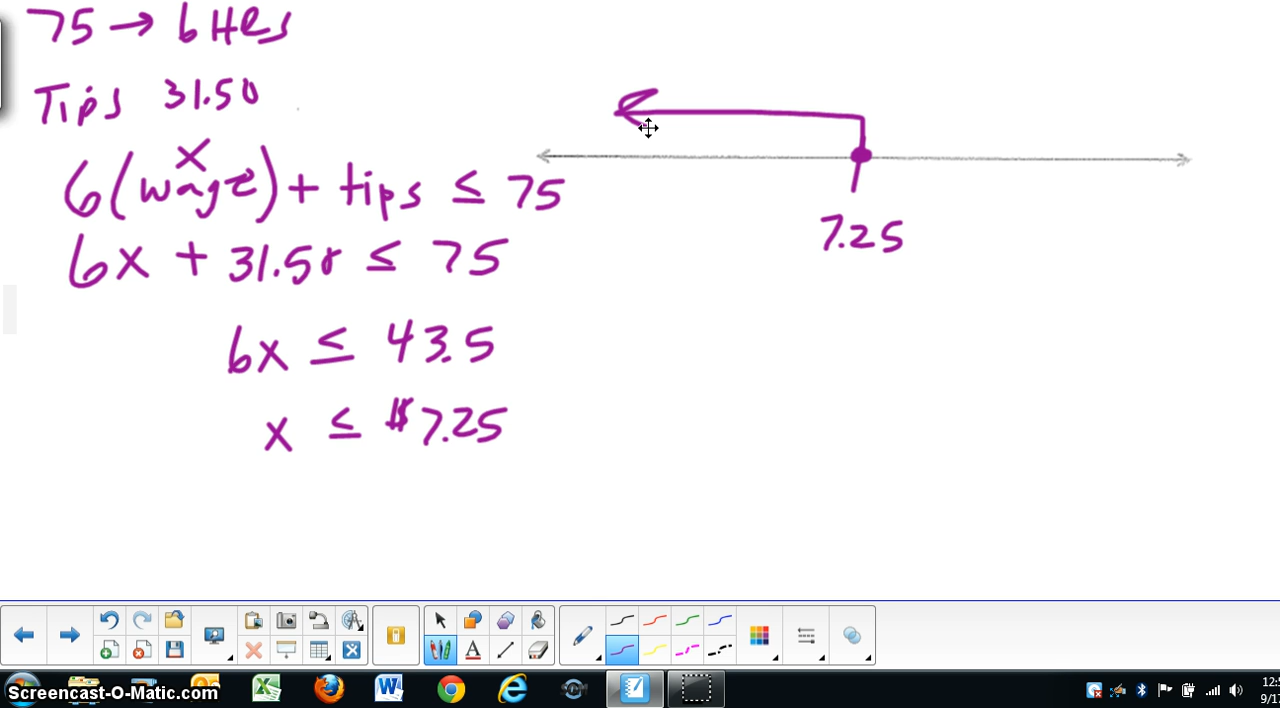 75 → 6 HRS
Tips 31.50
x
6(wage) + tips ≤ 75
6x + 31.50 ≤ 75
6x ≤ 43.5
x ≤ $7.25
7.25
Screencast-O-Matic.com